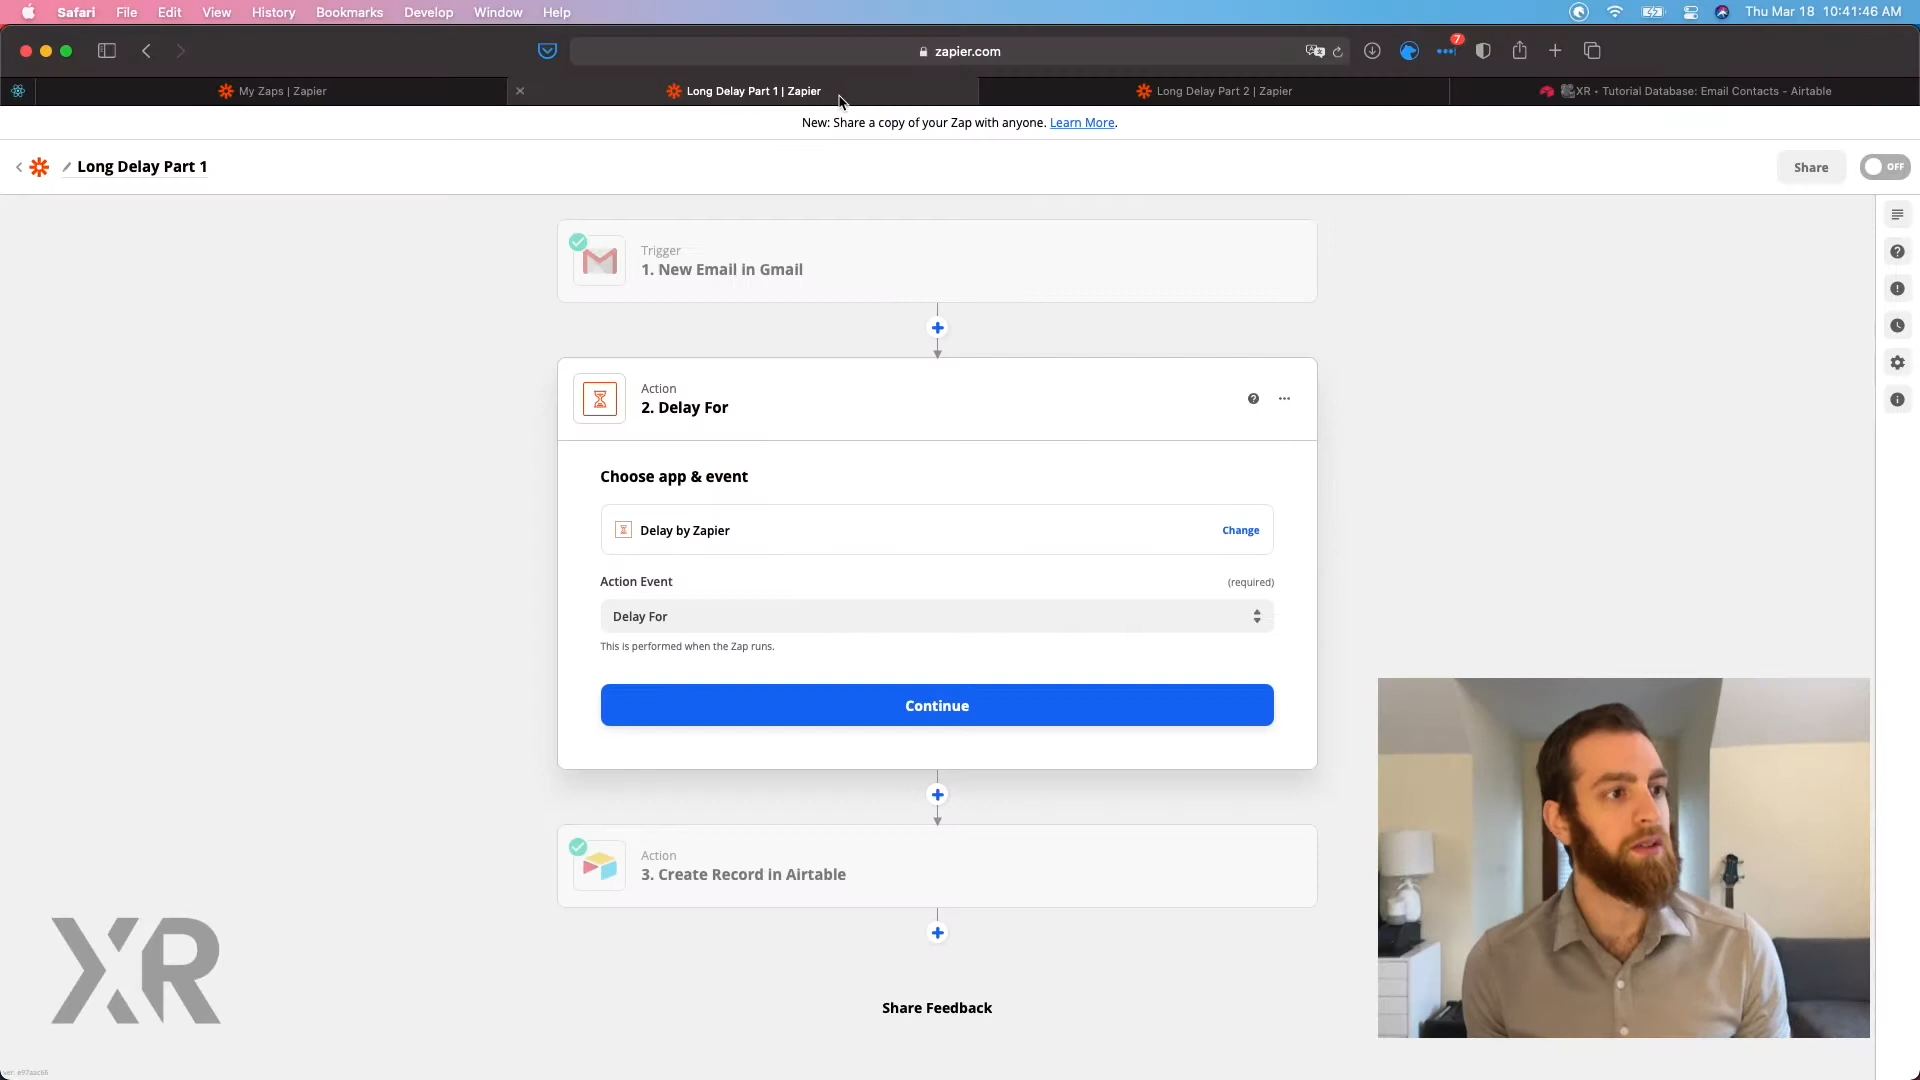 Safari File Edit View History Bookmarks Develop Window Help Thu Mar 18 10:41:46 AM
zapier.com 7
My Zaps | Zapier Long Delay Part 1 | Zapier Long Delay Part 2 | Zapier XR • Tutorial Database: Email Contacts - Airtable
New: Share a copy of your Zap with anyone. Learn More.
Long Delay Part 1 Share OFF
Trigger
1. New Email in Gmail
Action
2. Delay For
Choose app & event
Delay by Zapier Change
Action Event (required)
Delay For
This is performed when the Zap runs.
Continue
Action
3. Create Record in Airtable
XR
Share Feedback
ver: e97aac66